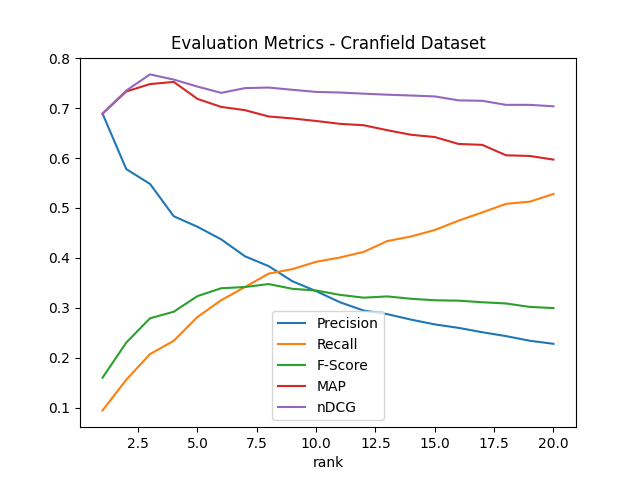 Evaluation Metrics - Cranfield Dataset
0.8
0.7
0.6
0.5
0.4
0.3
0.2
0.1
Precision
Recall
F-Score
MAP
nDCG
2.5 5.0 7.5 10.0 12.5 15.0 17.5 20.0
rank